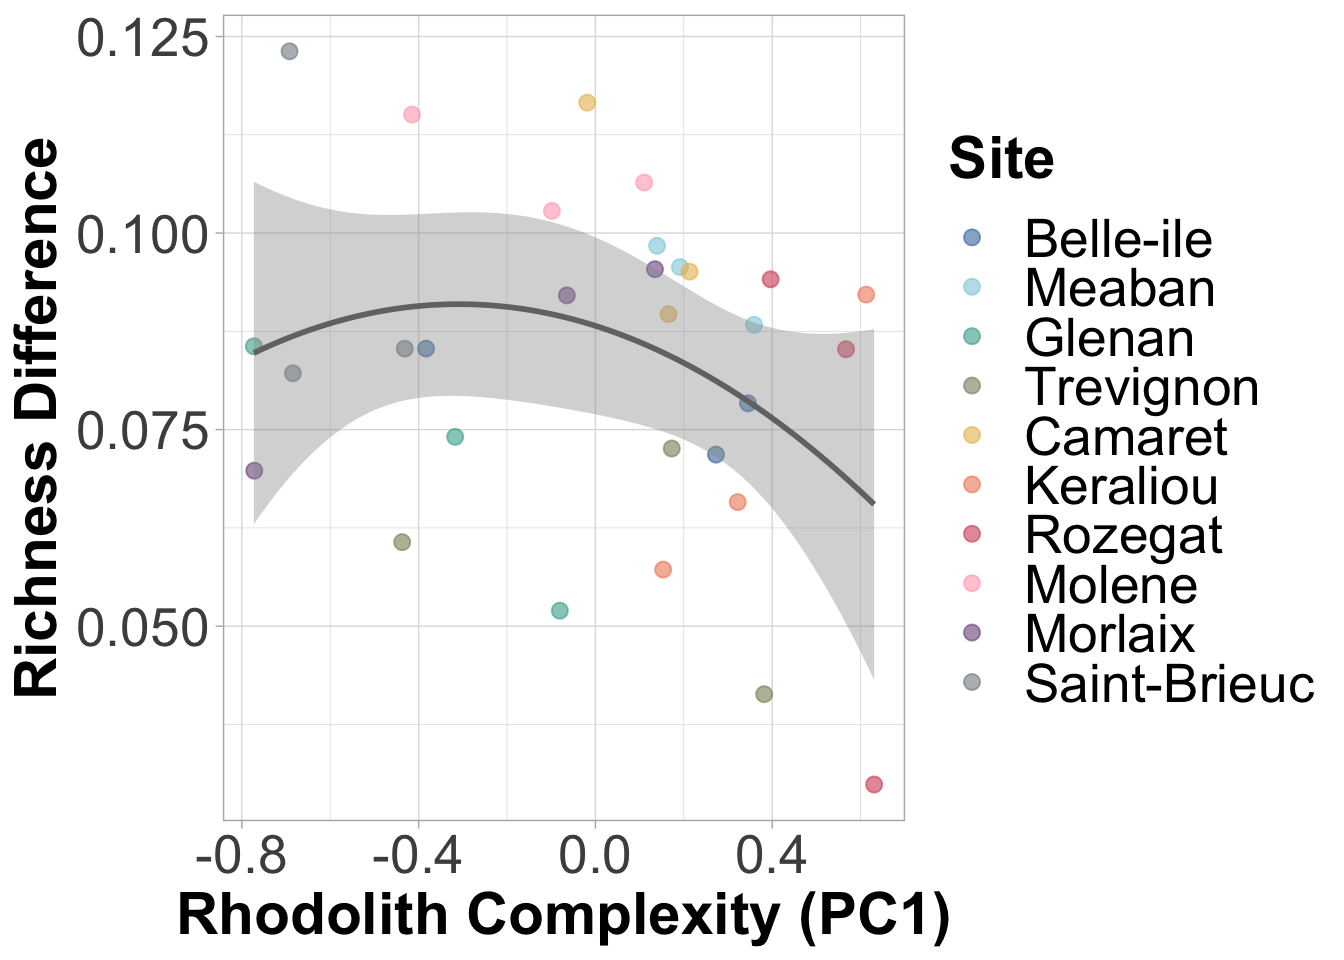 Richness Difference
0.125
0.100
0.075
0.050
-0.8 -0.4 0.0 0.4
Rhodolith Complexity (PC1)
Site
Belle-ile
Meaban
Glenan
Trevignon
Camaret
Keraliou
Rozegat
Molene
Morlaix
Saint-Brieuc